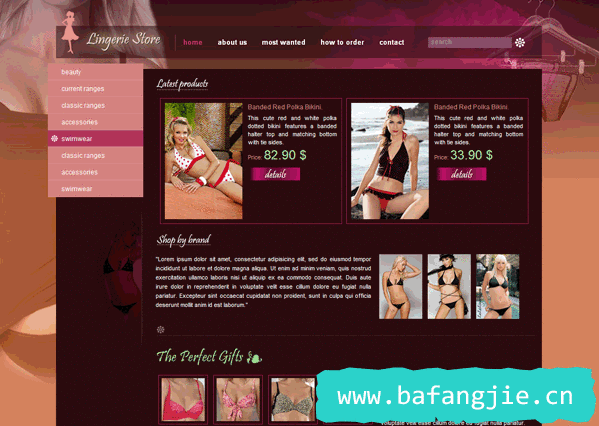 Lingerie Store
home about us most wanted how to order contact
search
beauty
current ranges
classic ranges
accessories
swimwear
classic ranges
accessories
swimwear
Latest products
Banded Red Polka Bikini.
This cute red and white polka
dotted bikini features a banded
halter top and matching bottom
with tie sides.
Price: 82.90 $
details
Banded Red Polka Bikini.
This cute red and white polka
dotted bikini features a banded
halter top and matching bottom
with tie sides.
Price: 33.90 $
details
Shop by brand
"Lorem ipsum dolor sit amet, consectetur adipisicing elit, sed do eiusmod tempor
incididunt ut labore et dolore magna aliqua. Ut enim ad minim veniam, quis nostrud
exercitation ullamco laboris nisi ut aliquip ex ea commodo consequat. Duis aute
irure dolor in reprehenderit in voluptate velit esse cillum dolore eu fugiat nulla
pariatur. Excepteur sint occaecat cupidatat non proident, sunt in culpa qui officia
deserunt mollit anim id est laborum."
The Perfect Gifts
www.bafangjie.cn
voluptate velit esse cillum dolore eu fugiat nulla